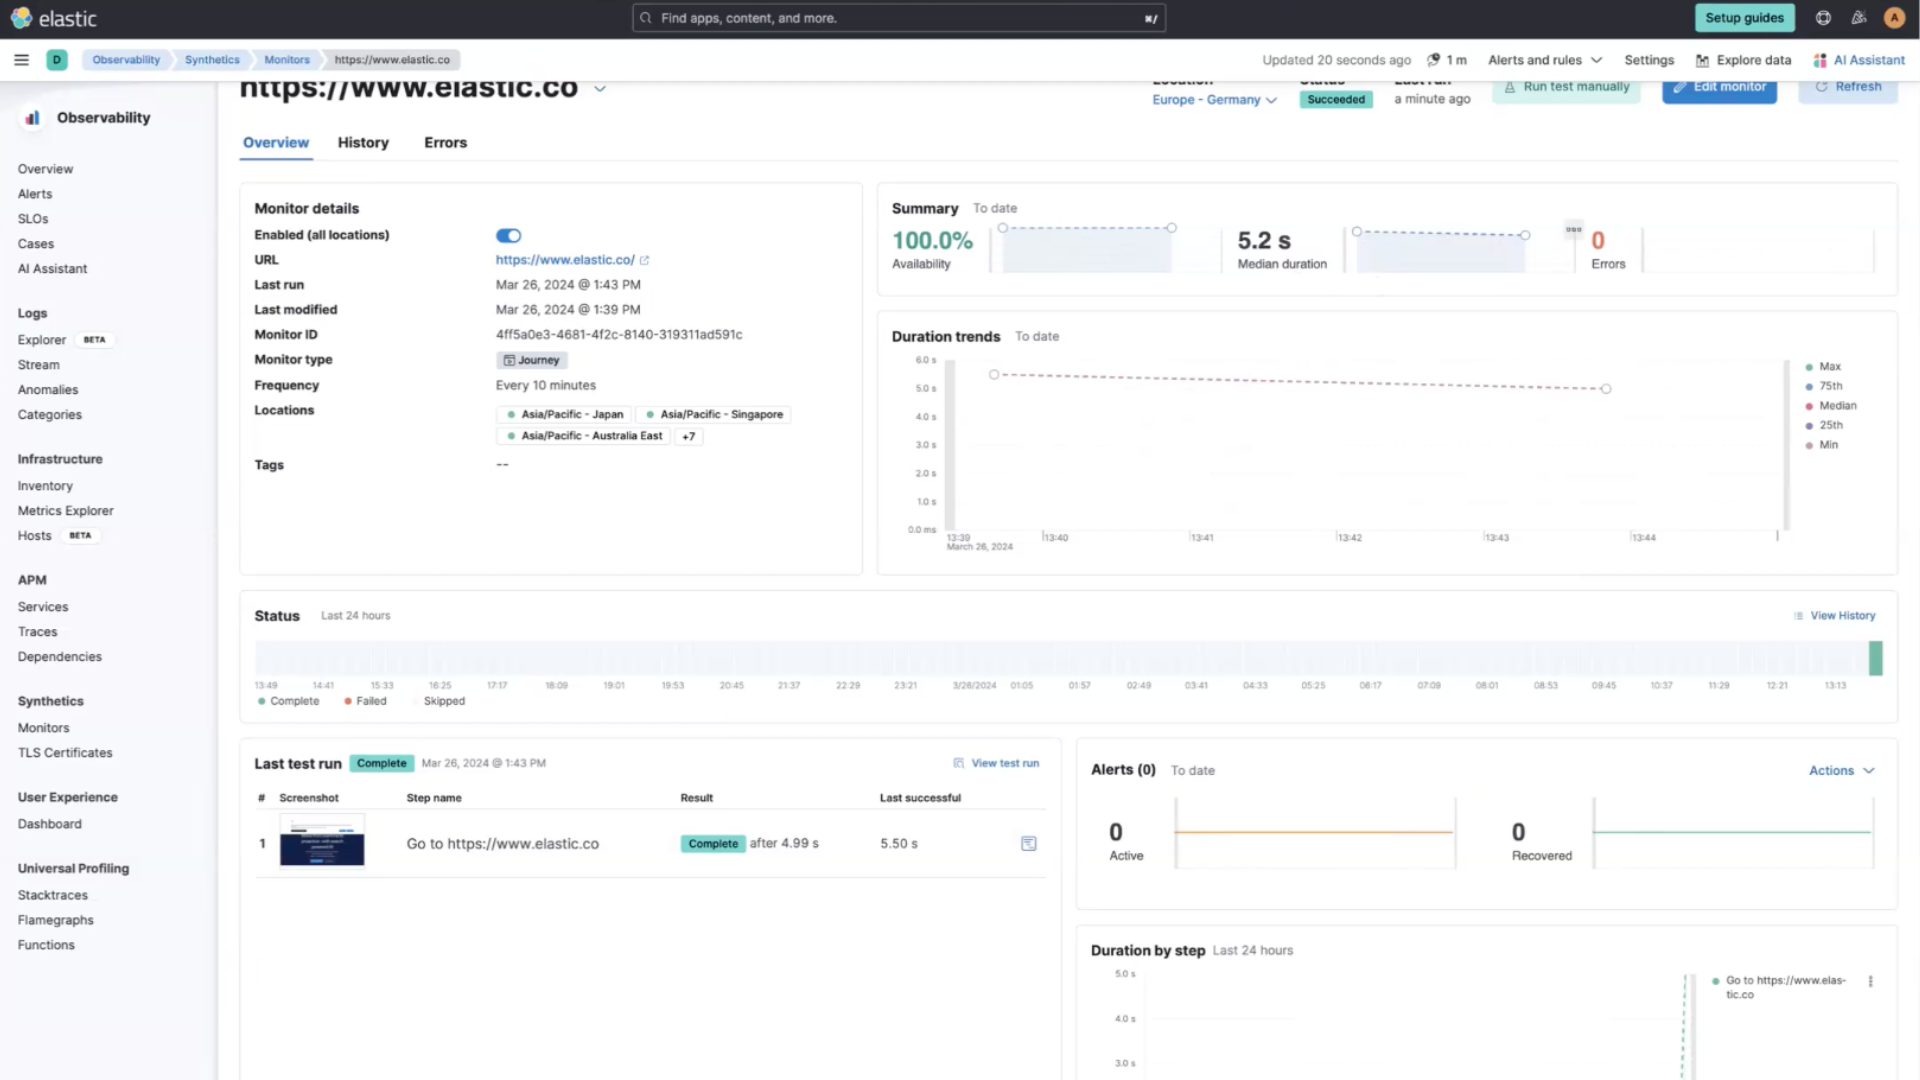 elastic
Find apps, content, and more.
⌘/
Setup guides
A
D
Observability
Synthetics
Monitors
https://www.elastic.co
Updated 20 seconds ago
1 m
Alerts and rules
Settings
Explore data
AI Assistant
https://www.elastic.co
Location
Europe - Germany
Status
Succeeded
Last run
a minute ago
Run test manually
Edit monitor
Refresh
Observability
Overview
Alerts
SLOs
Cases
AI Assistant
Logs
Explorer BETA
Stream
Anomalies
Categories
Infrastructure
Inventory
Metrics Explorer
Hosts BETA
APM
Services
Traces
Dependencies
Synthetics
Monitors
TLS Certificates
User Experience
Dashboard
Universal Profiling
Stacktraces
Flamegraphs
Functions
Overview
History
Errors
Monitor details
Enabled (all locations)
URL https://www.elastic.co/
Last run Mar 26, 2024 @ 1:43 PM
Last modified Mar 26, 2024 @ 1:39 PM
Monitor ID 4ff5a0e3-4681-4f2c-8140-319311ad591c
Monitor type Journey
Frequency Every 10 minutes
Locations Asia/Pacific - Japan Asia/Pacific - Singapore
Asia/Pacific - Australia East +7
Tags --
Summary To date
100.0%
Availability
5.2 s
Median duration
0
Errors
Duration trends To date
6.0 s
5.0 s
4.0 s
3.0 s
2.0 s
1.0 s
0.0 ms
13:39 13:40 13:41 13:42 13:43 13:44
March 26, 2024
Max
75th
Median
25th
Min
Status Last 24 hours
View History
13:49 14:41 15:33 16:25 17:17 18:09 19:01 19:53 20:45 21:37 22:29 23:21 3/26/2024 01:05 01:57 02:49 03:41 04:33 05:25 06:17 07:09 08:01 08:53 09:45 10:37 11:29 12:21 13:13
Complete Failed Skipped
Last test run Complete Mar 26, 2024 @ 1:43 PM
View test run
# Screenshot Step name Result Last successful
1 Go to https://www.elastic.co Complete after 4.99 s 5.50 s
Alerts (0) To date
Actions
0
Active
0
Recovered
Duration by step Last 24 hours
5.0 s
4.0 s
3.0 s
Go to https://www.elas-
tic.co